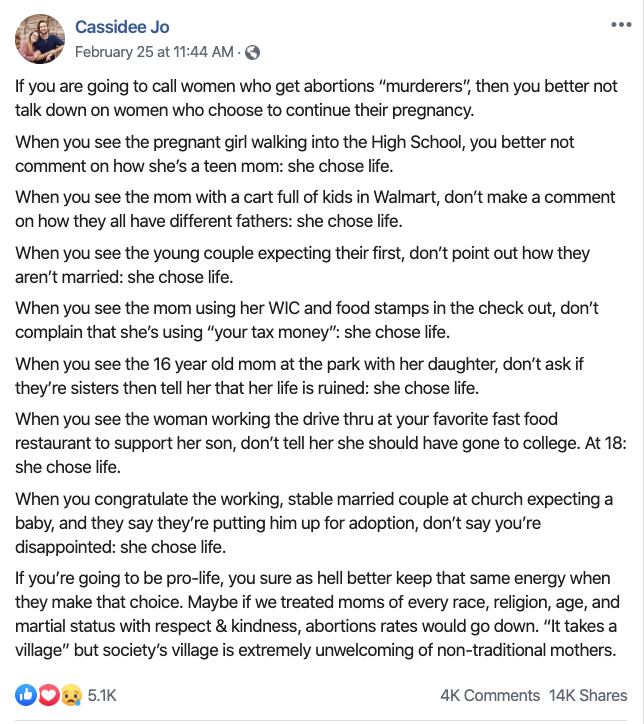 Cassidee Jo
February 25 at 11:44 AM ·
If you are going to call women who get abortions “murderers”, then you better not
talk down on women who choose to continue their pregnancy.
When you see the pregnant girl walking into the High School, you better not
comment on how she’s a teen mom: she chose life.
When you see the mom with a cart full of kids in Walmart, don’t make a comment
on how they all have different fathers: she chose life.
When you see the young couple expecting their first, don’t point out how they
aren’t married: she chose life.
When you see the mom using her WIC and food stamps in the check out, don’t
complain that she’s using “your tax money”: she chose life.
When you see the 16 year old mom at the park with her daughter, don’t ask if
they’re sisters then tell her that her life is ruined: she chose life.
When you see the woman working the drive thru at your favorite fast food
restaurant to support her son, don’t tell her she should have gone to college. At 18:
she chose life.
When you congratulate the working, stable married couple at church expecting a
baby, and they say they’re putting him up for adoption, don’t say you’re
disappointed: she chose life.
If you’re going to be pro-life, you sure as hell better keep that same energy when
they make that choice. Maybe if we treated moms of every race, religion, age, and
martial status with respect & kindness, abortions rates would go down. “It takes a
village” but society’s village is extremely unwelcoming of non-traditional mothers.
5.1K 4K Comments 14K Shares